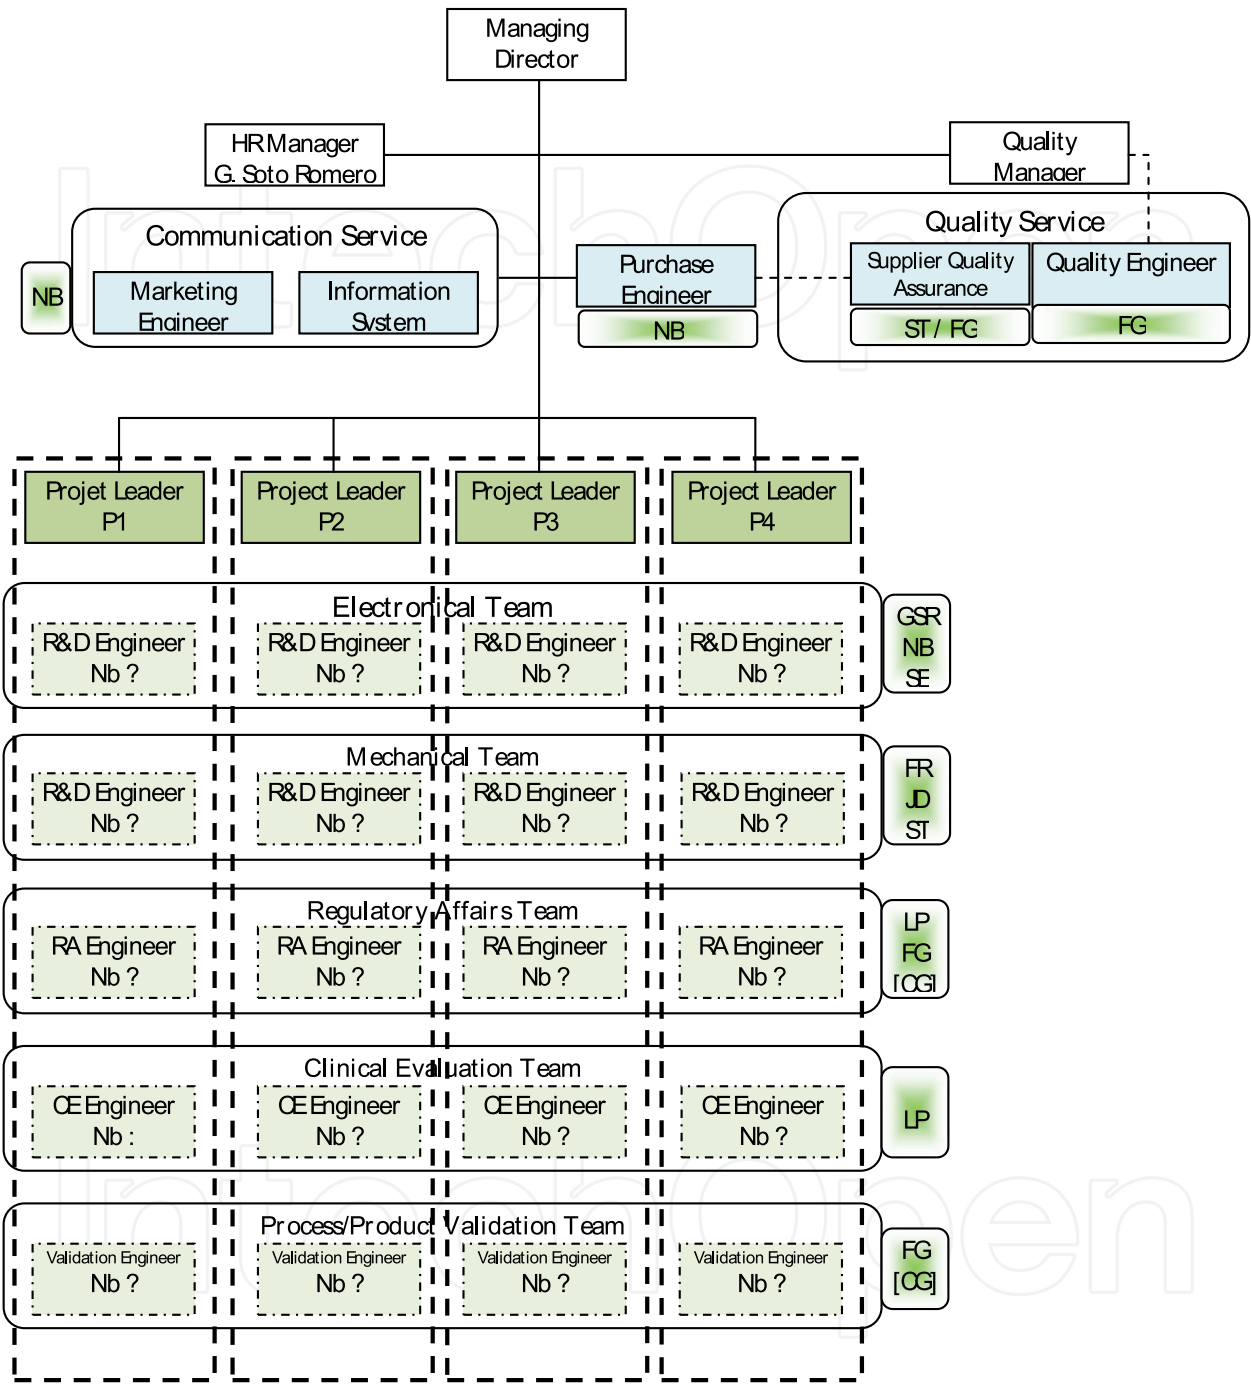 Managing
Director
HR Manager
G. Soto Romero
Quality
Manager
Communication Service
NB
Marketing
Engineer
Information
System
Purchase
Engineer
NB
Quality Service
Supplier Quality
Assurance
Quality Engineer
ST / FG
FG
Projet Leader
P1
Project Leader
P2
Project Leader
P3
Project Leader
P4
Electronical Team
R&D Engineer
Nb ?
R&D Engineer
Nb ?
R&D Engineer
Nb ?
R&D Engineer
Nb ?
GSR
NB
SE
Mechanical Team
R&D Engineer
Nb ?
R&D Engineer
Nb ?
R&D Engineer
Nb ?
R&D Engineer
Nb ?
FR
JD
ST
Regulatory Affairs Team
RA Engineer
Nb ?
RA Engineer
Nb ?
RA Engineer
Nb ?
RA Engineer
Nb ?
LP
FG
[CG]
Clinical Evaluation Team
CE Engineer
Nb :
CE Engineer
Nb ?
CE Engineer
Nb ?
CE Engineer
Nb ?
LP
Process/Product Validation Team
Validation Engineer
Nb ?
Validation Engineer
Nb ?
Validation Engineer
Nb ?
Validation Engineer
Nb ?
FG
[CG]
IntechOpen
IntechOpen